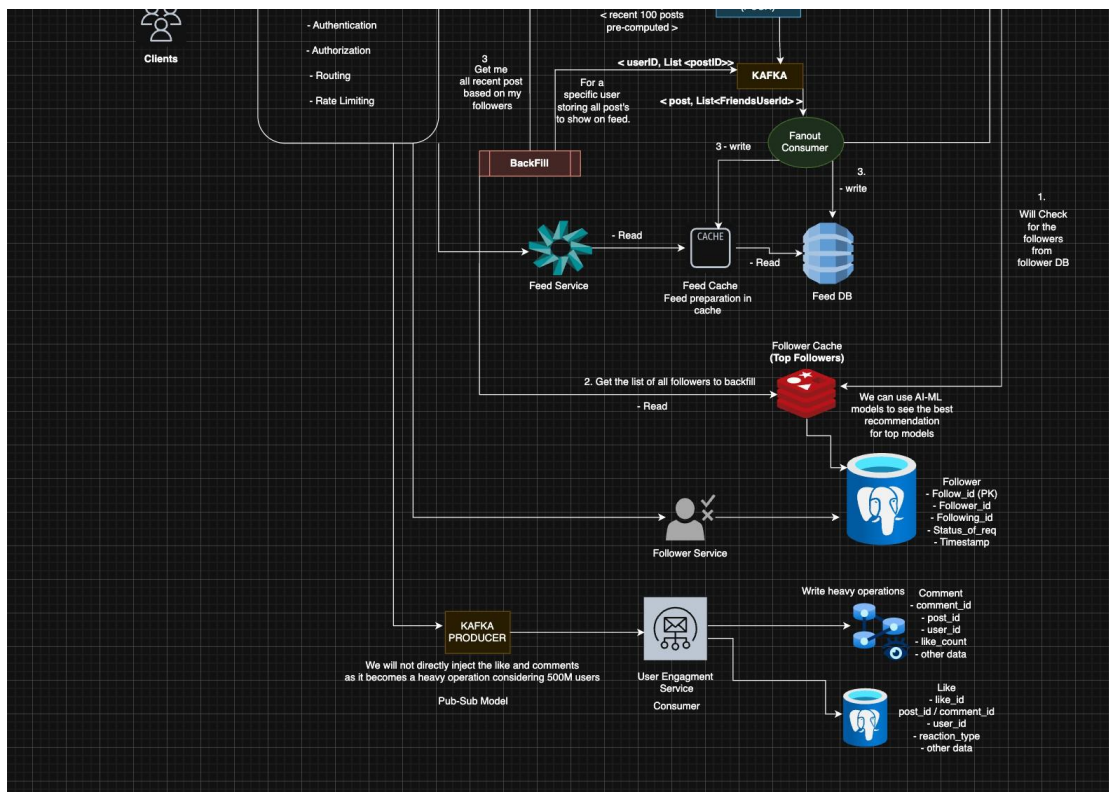 < recent 100 posts
pre-computed >
Clients
- Authentication
- Authorization
- Routing
- Rate Limiting
3
Get me
all recent post
based on my
followers
For a
specific user
storing all post's
to show on feed.
< userID, List <postID>>
KAFKA
< post, List<FriendsUserId> >
Fanout
Consumer
3 - write
3.
- write
BackFill
1.
Will Check
for the
followers
from
follower DB
Feed Service
- Read
CACHE
Feed Cache
Feed preparation in
cache
- Read
Feed DB
Follower Cache
(Top Followers)
2. Get the list of all followers to backfill
- Read
We can use AI-ML
models to see the best
recommendation
for top models
Follower Service
Follower
- Follow_id (PK)
- Follower_id
- Following_id
- Status_of_req
- Timestamp
KAFKA
PRODUCER
We will not directly inject the like and comments
as it becomes a heavy operation considering 500M users
Pub-Sub Model
User Engagment
Service
Consumer
Write heavy operations
Comment
- comment_id
- post_id
- user_id
- like_count
- other data
Like
- like_id
post_id / comment_id
- user_id
- reaction_type
- other data